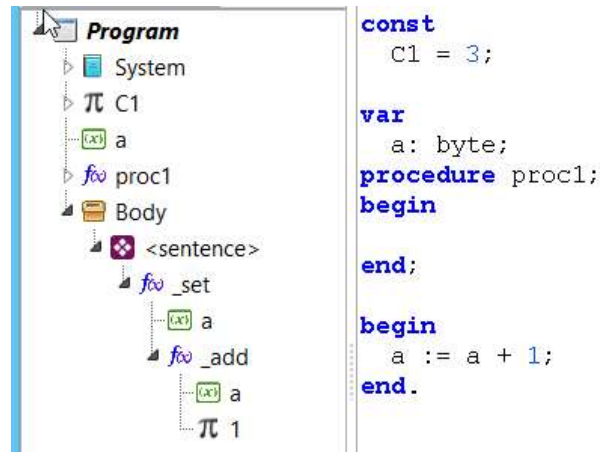 Program
System
π C1
(x) a
f(x) proc1
Body
<sentence>
f(x) _set
(x) a
f(x) _add
(x) a
π 1
const
  C1 = 3;
var
  a: byte;
procedure proc1;
begin
end;
begin
  a := a + 1;
end.